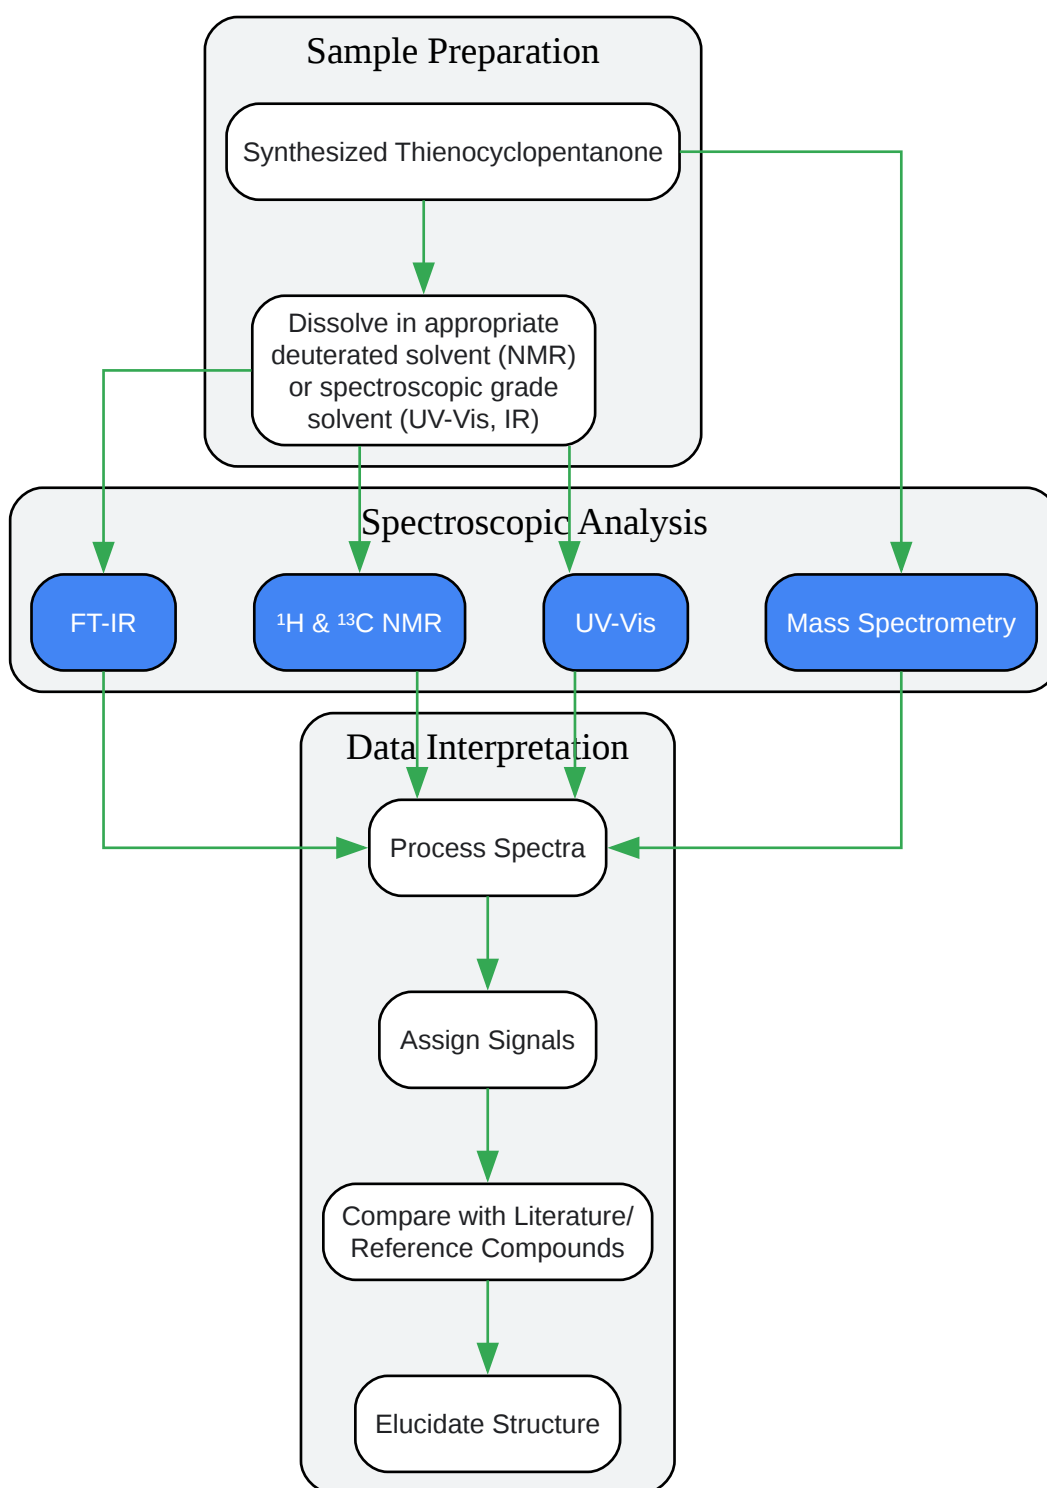 Sample Preparation
Synthesized Thienocyclopentanone
Dissolve in appropriate
deuterated solvent (NMR)
or spectroscopic grade
solvent (UV-Vis, IR)
Spectroscopic Analysis
FT-IR
¹H & ¹³C NMR
UV-Vis
Mass Spectrometry
Data Interpretation
Process Spectra
Assign Signals
Compare with Literature/
Reference Compounds
Elucidate Structure